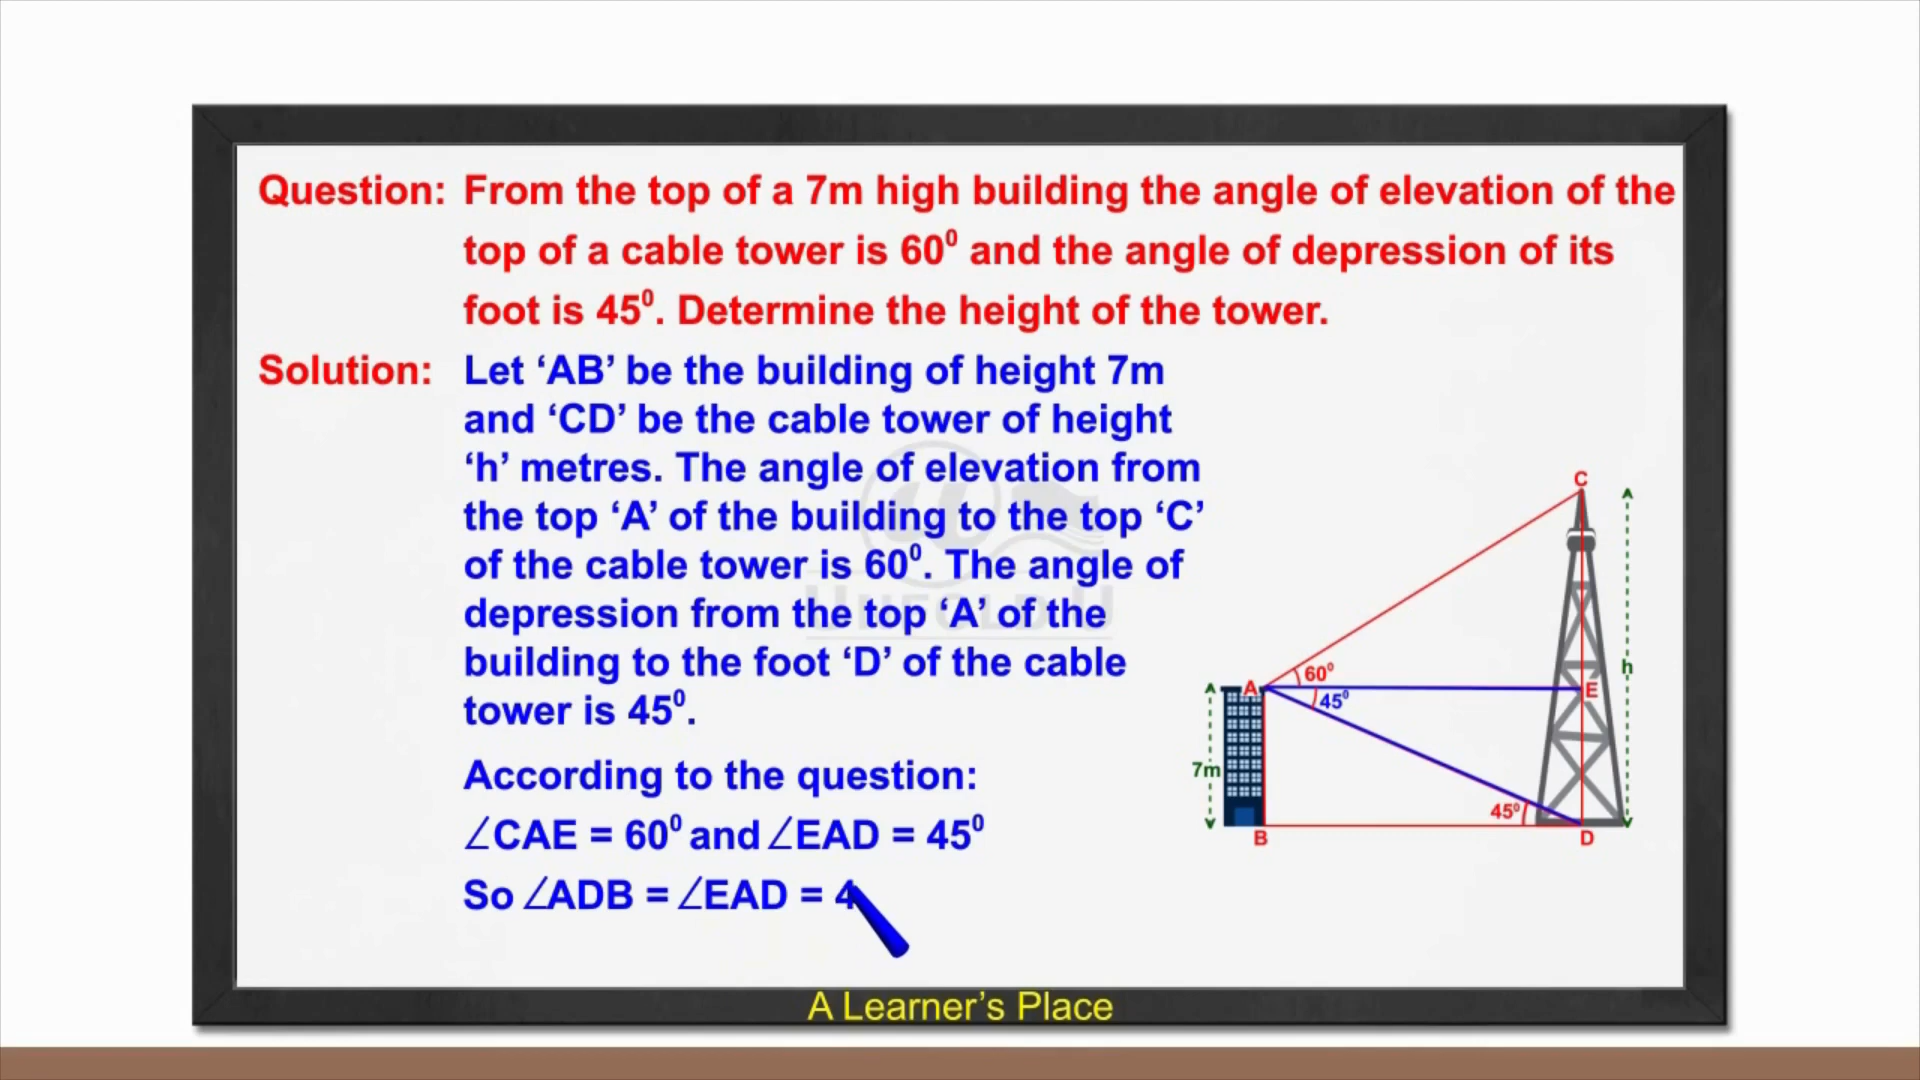 Question: From the top of a 7m high building the angle of elevation of the
top of a cable tower is 60⁰ and the angle of depression of its
foot is 45⁰. Determine the height of the tower.
Solution: Let ‘AB’ be the building of height 7m
and ‘CD’ be the cable tower of height
‘h’ metres. The angle of elevation from
the top ‘A’ of the building to the top ‘C’
of the cable tower is 60⁰. The angle of
depression from the top ‘A’ of the
building to the foot ‘D’ of the cable
tower is 45⁰.
According to the question:
∠CAE = 60⁰ and ∠EAD = 45⁰
So ∠ADB = ∠EAD = 4
C
60⁰
h
A
E
45⁰
7m
45⁰
B
D
UNFOLD U
A Learner’s Place